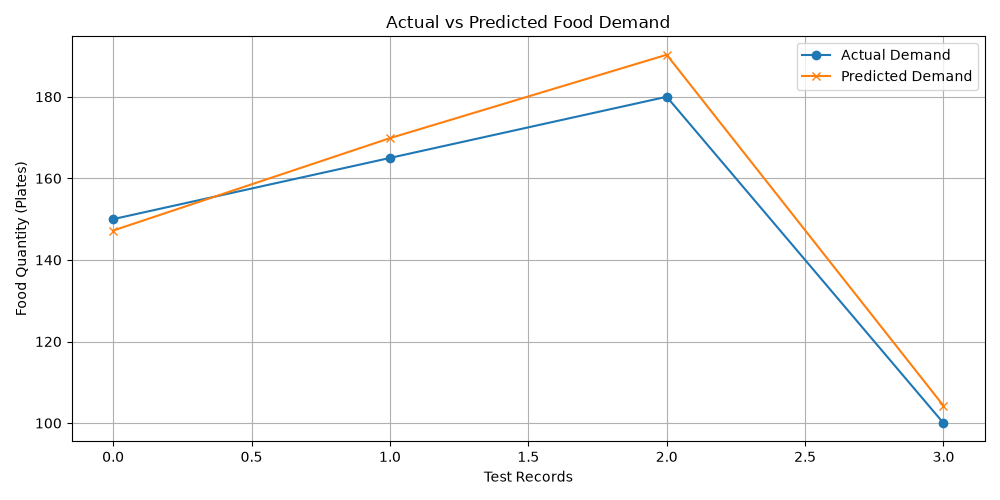 Actual vs Predicted Food Demand
Actual Demand
Predicted Demand
Food Quantity (Plates)
180
160
140
120
100
0.0 0.5 1.0 1.5 2.0 2.5 3.0
Test Records